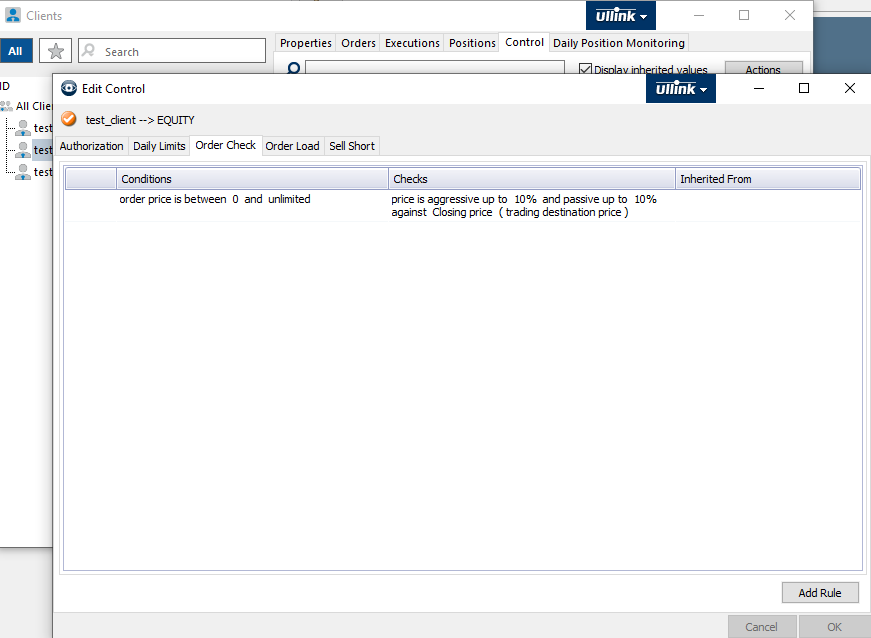 Clients
ullink
All
Search
Properties Orders Executions Positions Control Daily Position Monitoring
Display inherited values
Actions
ID
All Clie
test
test
test
Edit Control
ullink
test_client --> EQUITY
Authorization Daily Limits Order Check Order Load Sell Short
Conditions Checks Inherited From
order price is between 0 and unlimited
price is aggressive up to 10% and passive up to 10%
against Closing price ( trading destination price )
Add Rule
Cancel OK